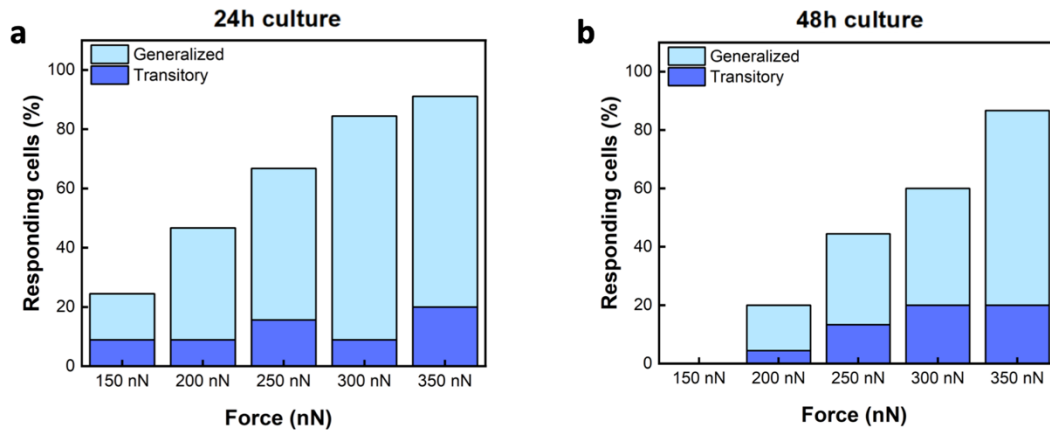 a
24h culture
Generalized
Transitory
Responding cells (%)
100
80
60
40
20
0
150 nN 200 nN 250 nN 300 nN 350 nN
Force (nN)
b
48h culture
Generalized
Transitory
Responding cells (%)
100
80
60
40
20
0
150 nN 200 nN 250 nN 300 nN 350 nN
Force (nN)